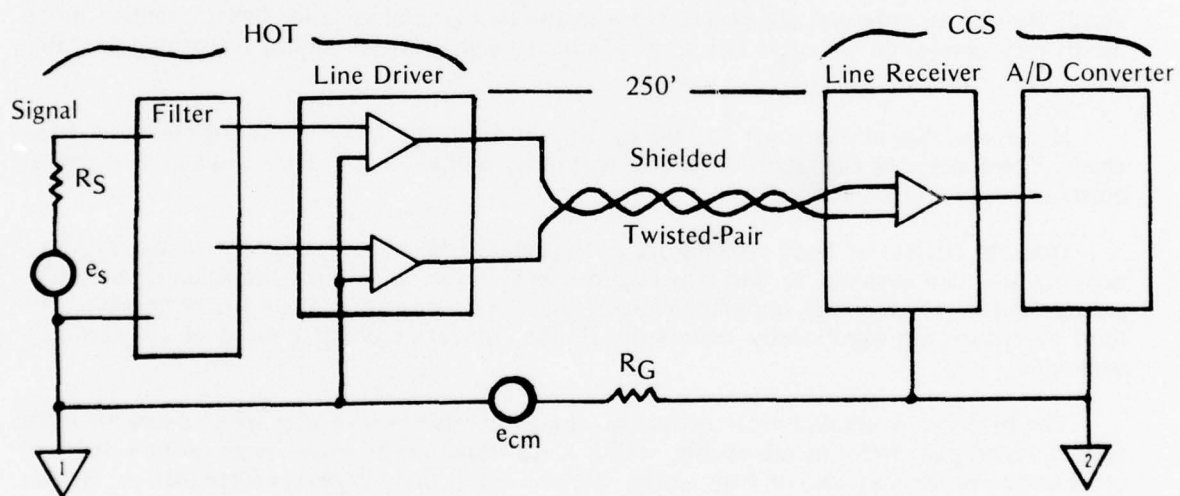 HOT
CCS
Line Driver
250'
Line Receiver
A/D Converter
Signal
Filter
RS
Shielded
Twisted-Pair
eS
RG
ecm
1
2